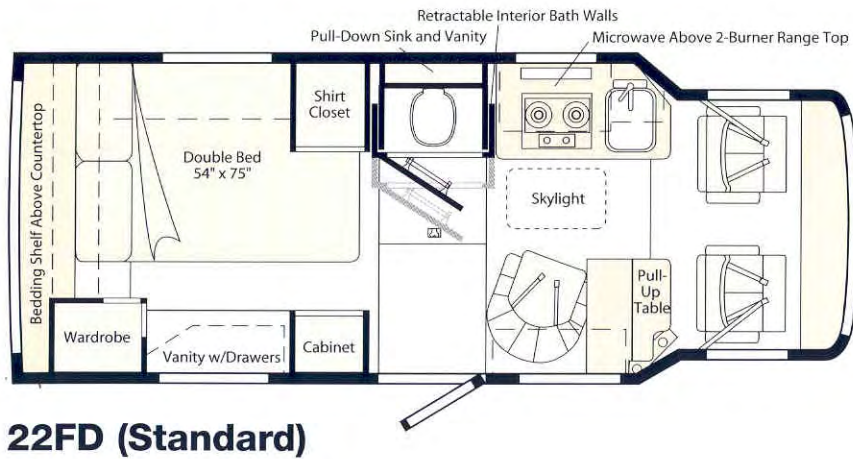 Retractable Interior Bath Walls
Pull-Down Sink and Vanity
Microwave Above 2-Burner Range Top
Bedding Shelf Above Countertop
Shirt
Closet
Double Bed
54" x 75"
Skylight
Pull-
Up
Table
Wardrobe
Vanity w/Drawers
Cabinet
22FD (Standard)